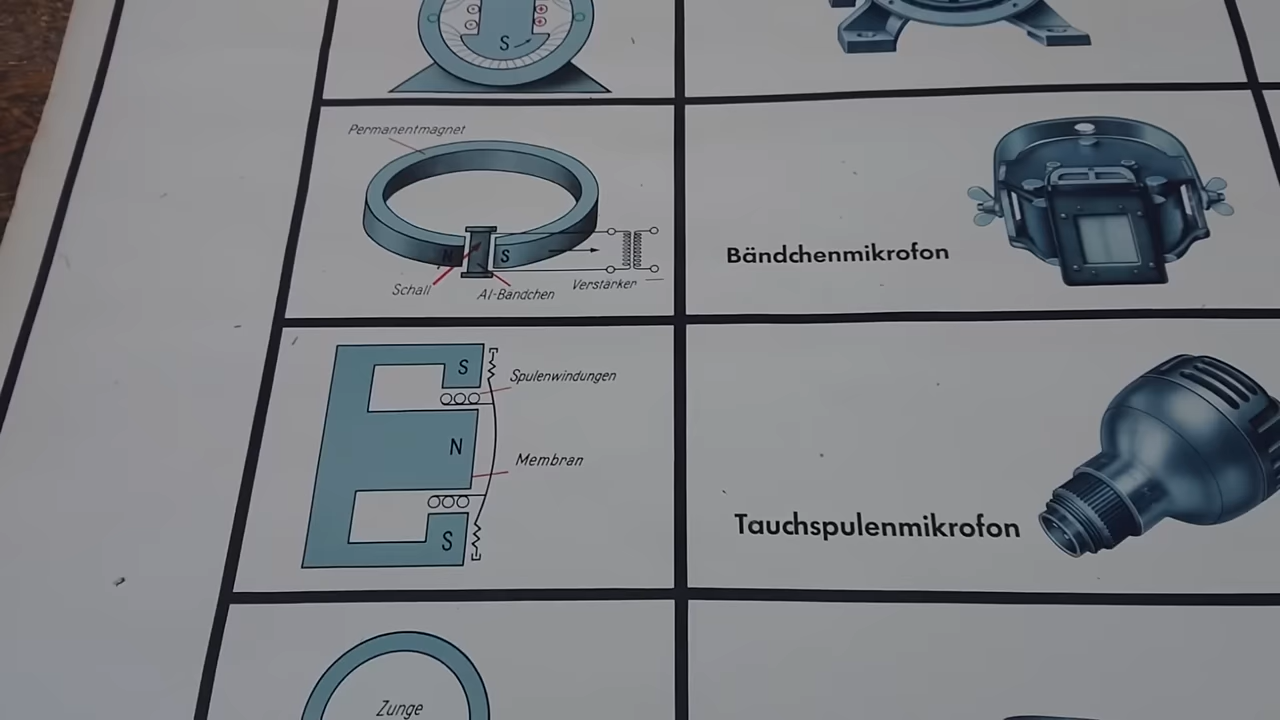 S
Permanentmagnet
S
Schall
Al-Bändchen
Verstärker
Bändchenmikrofon
S
Spulenwindungen
N
Membran
S
Tauchspulenmikrofon
Zunge